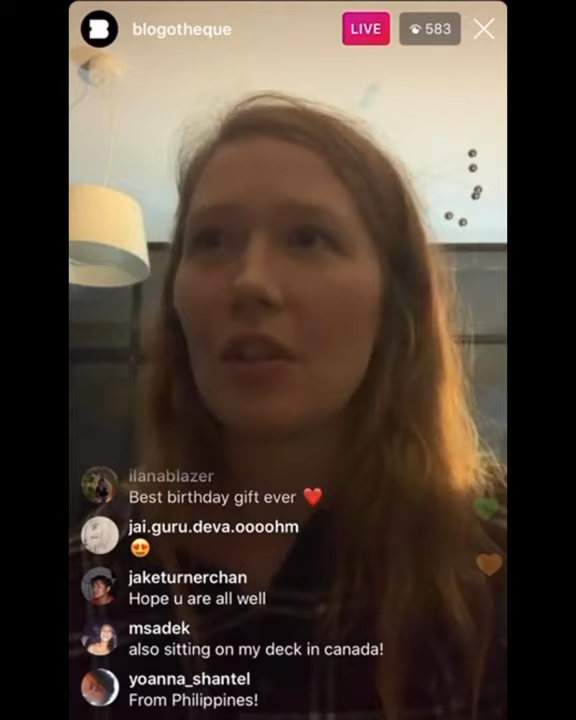 blogotheque LIVE 583
ilanablazer
Best birthday gift ever ❤️
jai.guru.deva.oooohm
😍
jaketurnerchan
Hope u are all well
msadek
also sitting on my deck in canada!
yoanna_shantel
From Philippines!